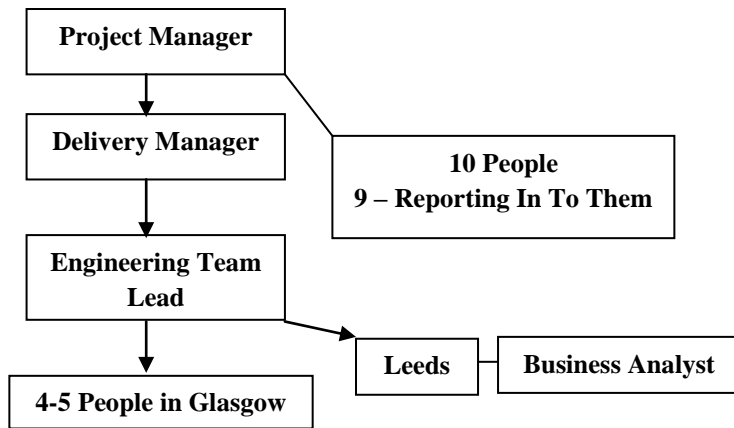 Project Manager
Delivery Manager
10 People
9 – Reporting In To Them
Engineering Team
Lead
Leeds
Business Analyst
4-5 People in Glasgow